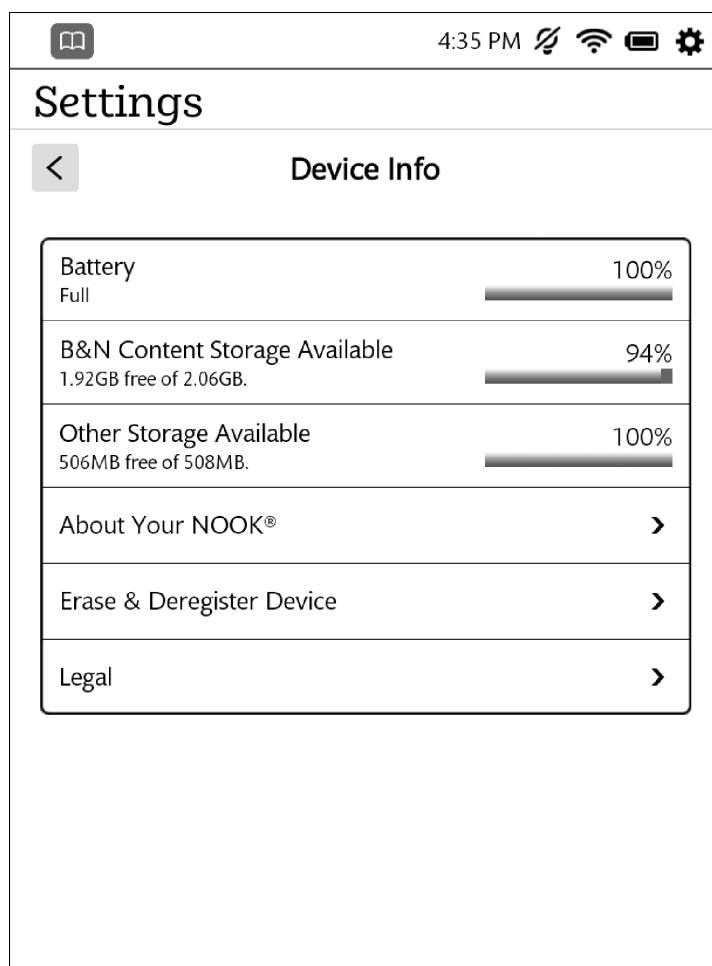 4:35 PM
Settings
Device Info
Battery 100%
Full
B&N Content Storage Available 94%
1.92GB free of 2.06GB.
Other Storage Available 100%
506MB free of 508MB.
About Your NOOK®
Erase & Deregister Device
Legal